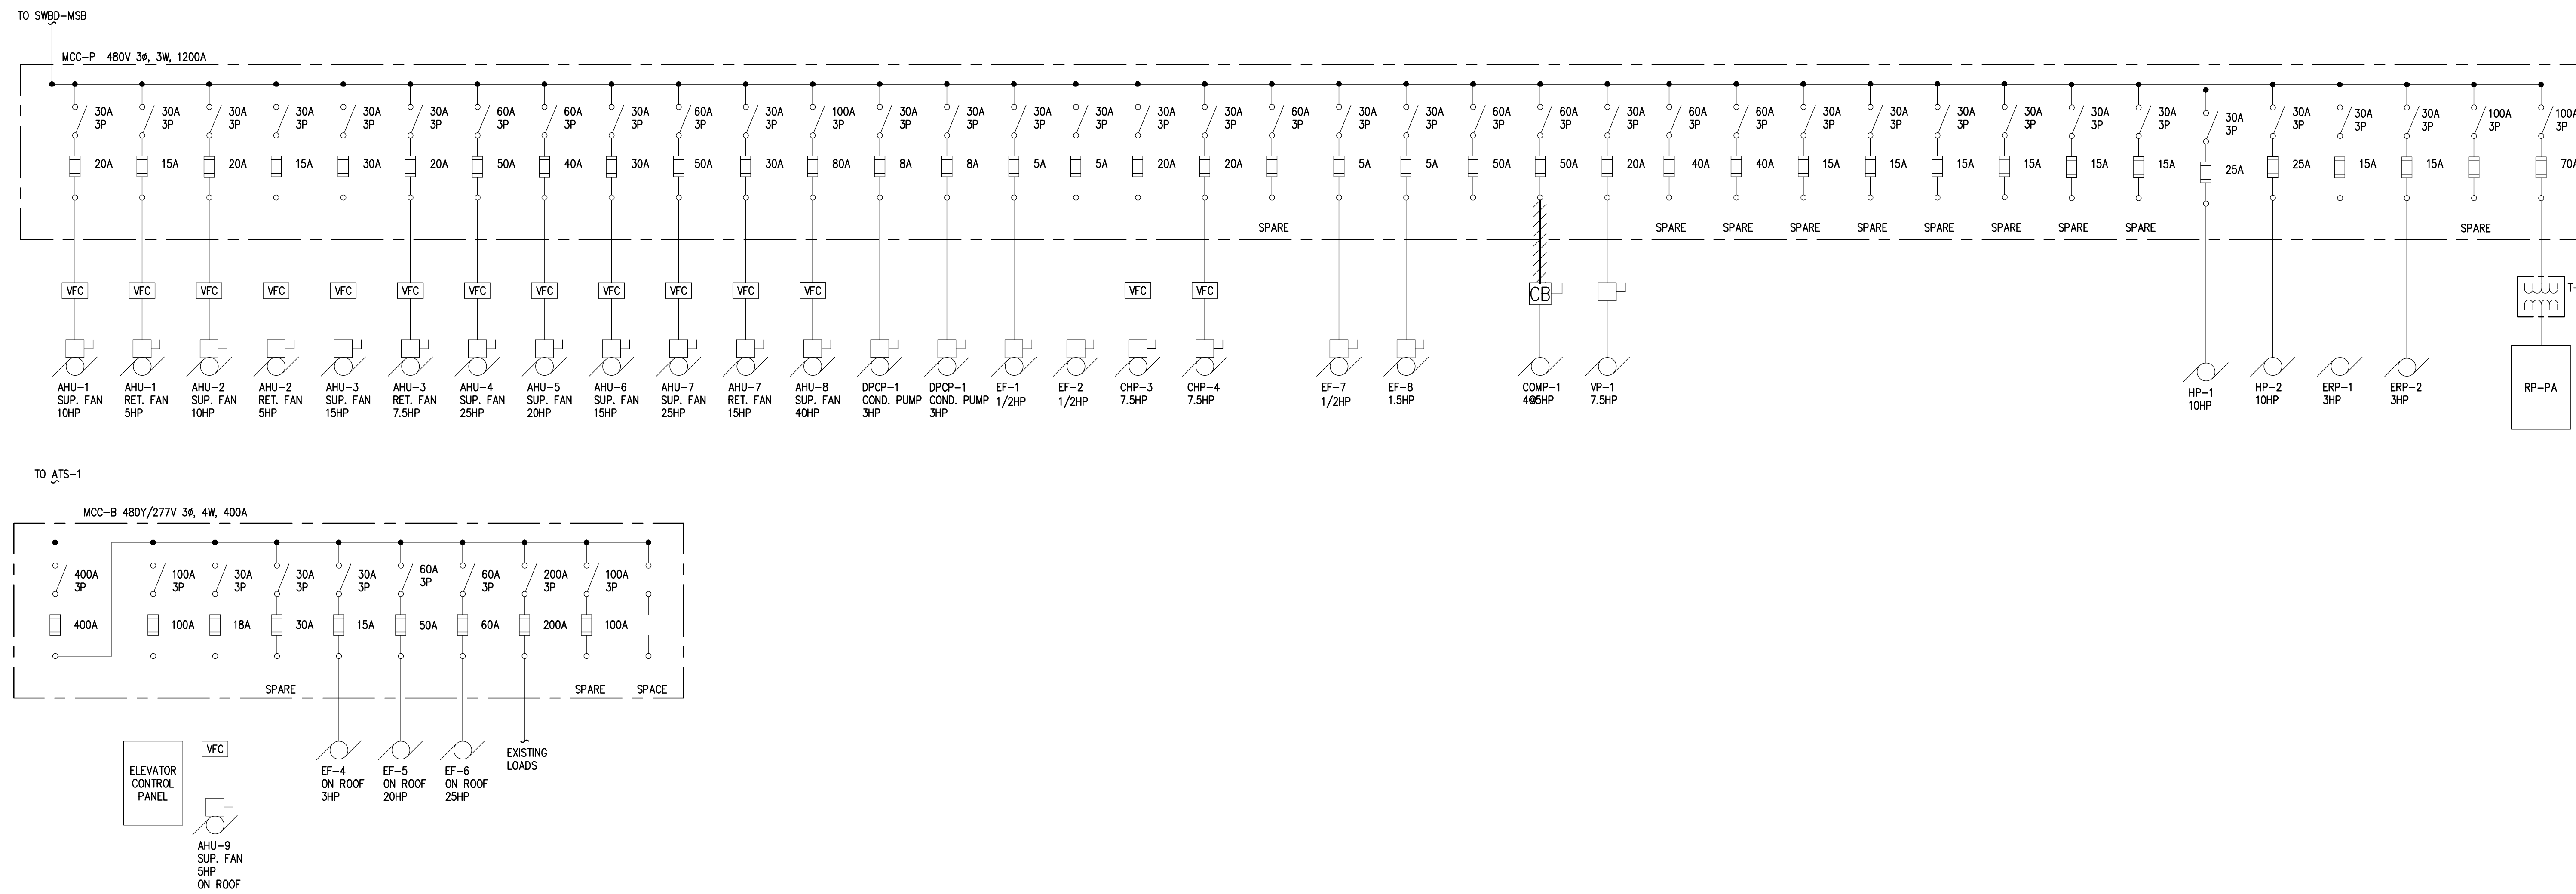 TO SWBD-MSB
MCC-P 480V 3ø, 3W, 1200A
30A 30A 30A 30A 30A 30A 60A 60A 30A 60A 30A 100A 30A 30A 30A 30A 30A 30A 60A 30A 30A 60A 60A 30A 60A 60A 30A 30A 30A 30A 30A 30A 30A 30A 30A 30A 100A 100A
3P 3P 3P 3P 3P 3P 3P 3P 3P 3P 3P 3P 3P 3P 3P 3P 3P 3P 3P 3P 3P 3P 3P 3P 3P 3P 3P 3P 3P 3P 3P 3P 3P 3P 3P 3P 3P 3P
20A 15A 20A 15A 30A 20A 50A 40A 30A 50A 30A 80A 8A 8A 5A 5A 20A 20A 5A 5A 50A 50A 20A 40A 40A 15A 15A 15A 15A 15A 15A 25A 25A 15A 15A 70A
SPARE SPARE SPARE SPARE SPARE SPARE SPARE SPARE SPARE SPARE
VFC VFC VFC VFC VFC VFC VFC VFC VFC VFC VFC VFC VFC VFC CB T-
AHU-1
SUP. FAN
10HP
AHU-1
RET. FAN
5HP
AHU-2
SUP. FAN
10HP
AHU-2
RET. FAN
5HP
AHU-3
SUP. FAN
15HP
AHU-3
RET. FAN
7.5HP
AHU-4
SUP. FAN
25HP
AHU-5
SUP. FAN
20HP
AHU-6
SUP. FAN
15HP
AHU-7
SUP. FAN
25HP
AHU-7
RET. FAN
15HP
AHU-8
SUP. FAN
40HP
DPCP-1
COND. PUMP
3HP
DPCP-1
COND. PUMP
3HP
EF-1
1/2HP
EF-2
1/2HP
CHP-3
7.5HP
CHP-4
7.5HP
EF-7
1/2HP
EF-8
1.5HP
COMP-1
VP-1
7.5HP
HP-1
10HP
HP-2
10HP
ERP-1
3HP
ERP-2
3HP
RP-PA
TO ATS-1
MCC-B 480Y/277V 3ø, 4W, 400A
400A 100A 30A 30A 30A 60A 60A 200A 100A
3P 3P 3P 3P 3P 3P 3P 3P 3P
400A 100A 18A 30A 15A 50A 60A 200A 100A
SPARE SPARE SPACE
ELEVATOR
CONTROL
PANEL
VFC
AHU-9
SUP. FAN
5HP
ON ROOF
EF-4
ON ROOF
3HP
EF-5
ON ROOF
20HP
EF-6
ON ROOF
25HP
EXISTING
LOADS